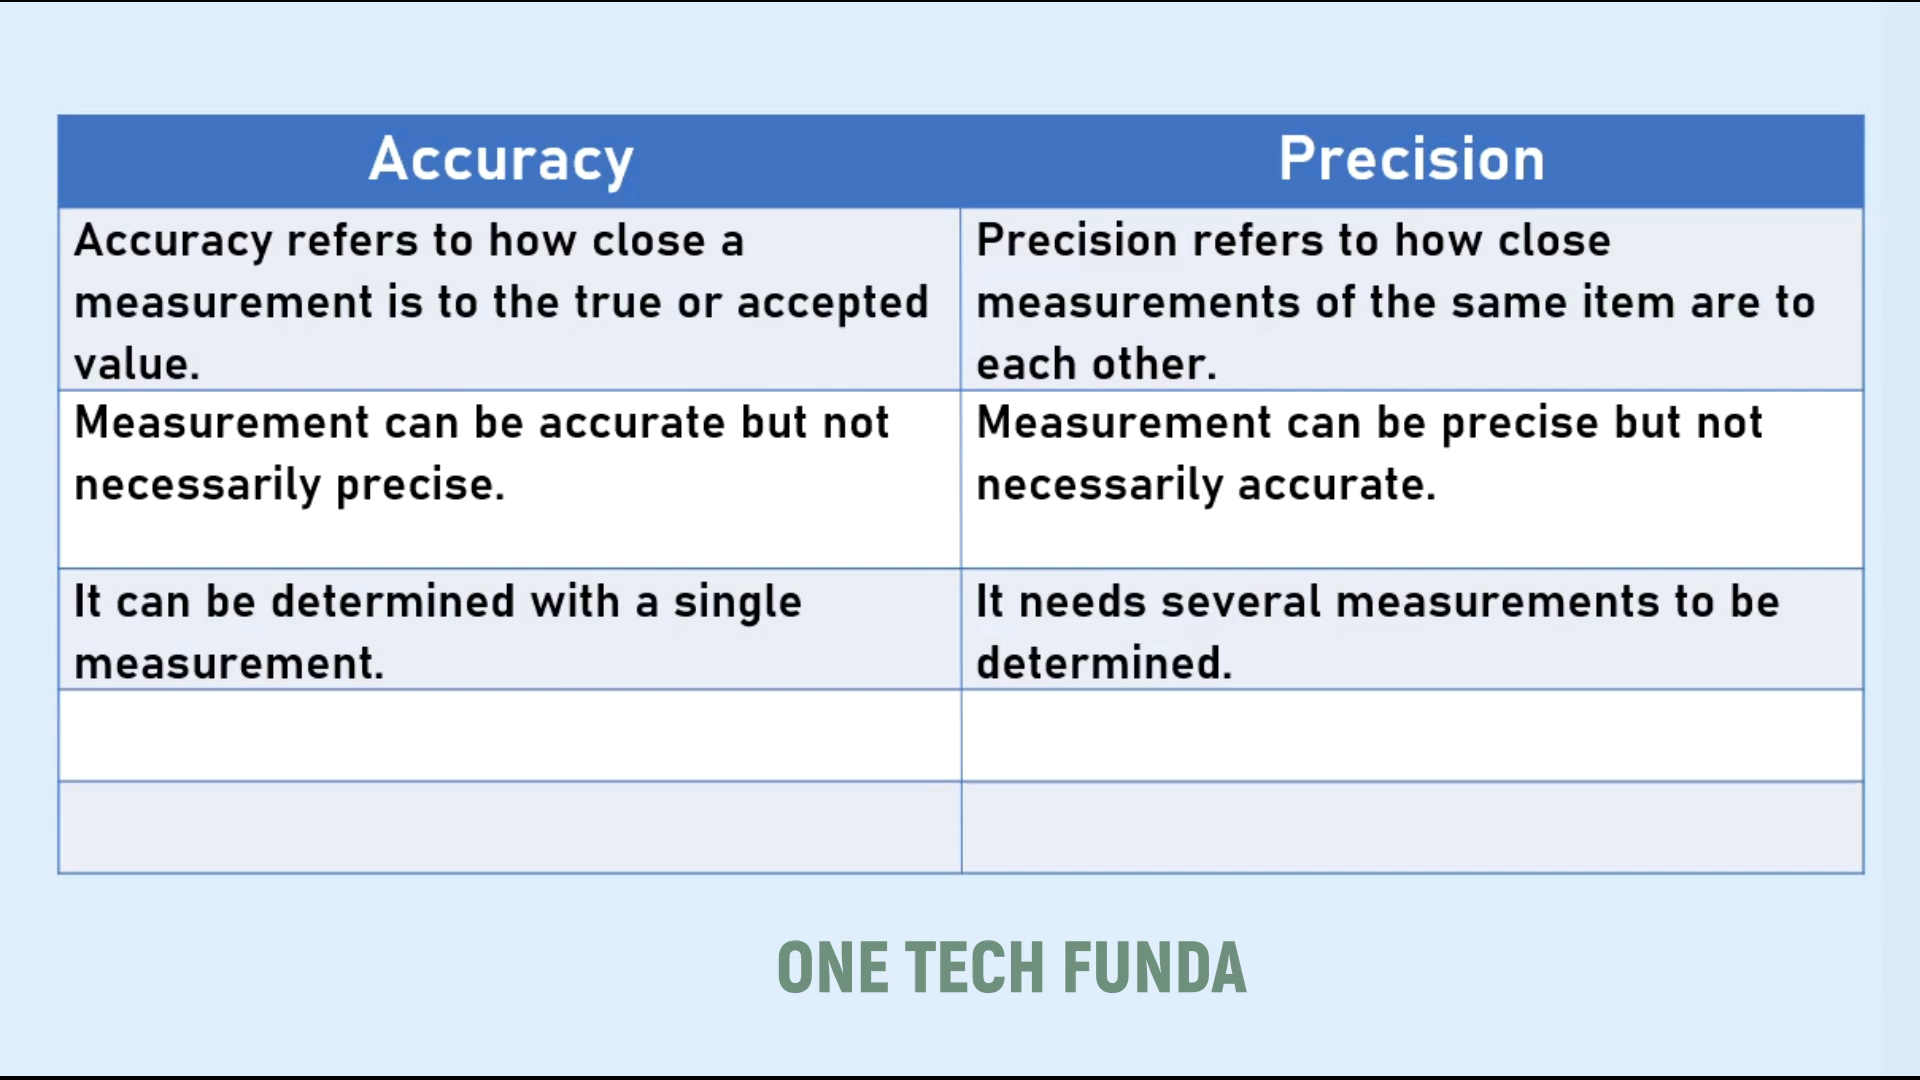 Accuracy
Precision
Accuracy refers to how close a
measurement is to the true or accepted
value.
Precision refers to how close
measurements of the same item are to
each other.
Measurement can be accurate but not
necessarily precise.
Measurement can be precise but not
necessarily accurate.
It can be determined with a single
measurement.
It needs several measurements to be
determined.
ONE TECH FUNDA